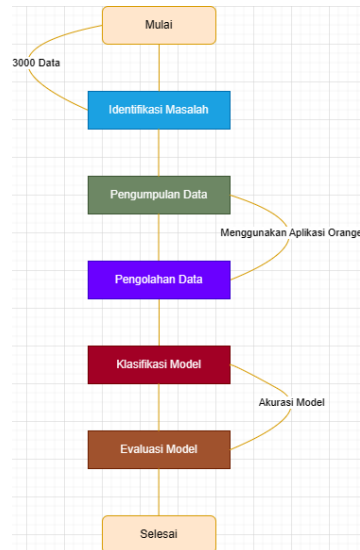 Mulai
3000 Data
Identifikasi Masalah
Pengumpulan Data
Menggunakan Aplikasi Orange
Pengolahan Data
Klasifikasi Model
Akurasi Model
Evaluasi Model
Selesai